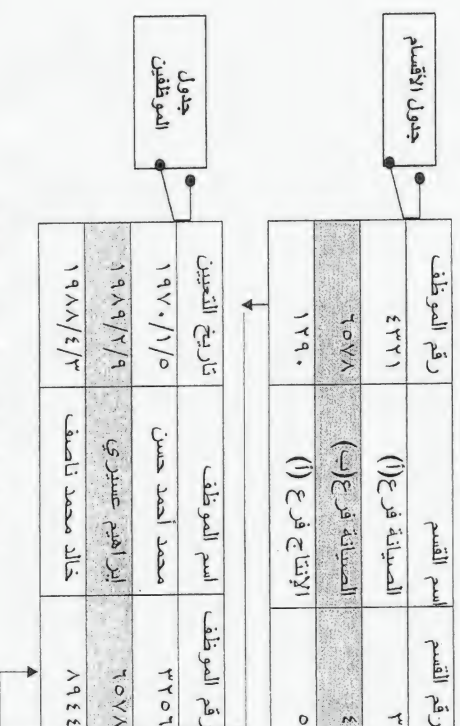 جدول الأقسام
رقم القسم اسم القسم رقم الموظف
٣ الصيانة فرع (أ) ٤٣٢١
٤ الصيانة فرع (ب) ٦٥٧٨
٥ الإنتاج فرع (أ) ١٢٩٠
جدول
الموظفين
رقم الموظف اسم الموظف تاريخ التعيين
٣٢٥٦ محمد أحمد حسن ١٩٧٠/١/٥
٦٥٧٨ ابراهيم عسيري ١٩٨٩/٢/٩
٨٩٤٤ خالد محمد ناصف ١٩٨٨/٤/٣